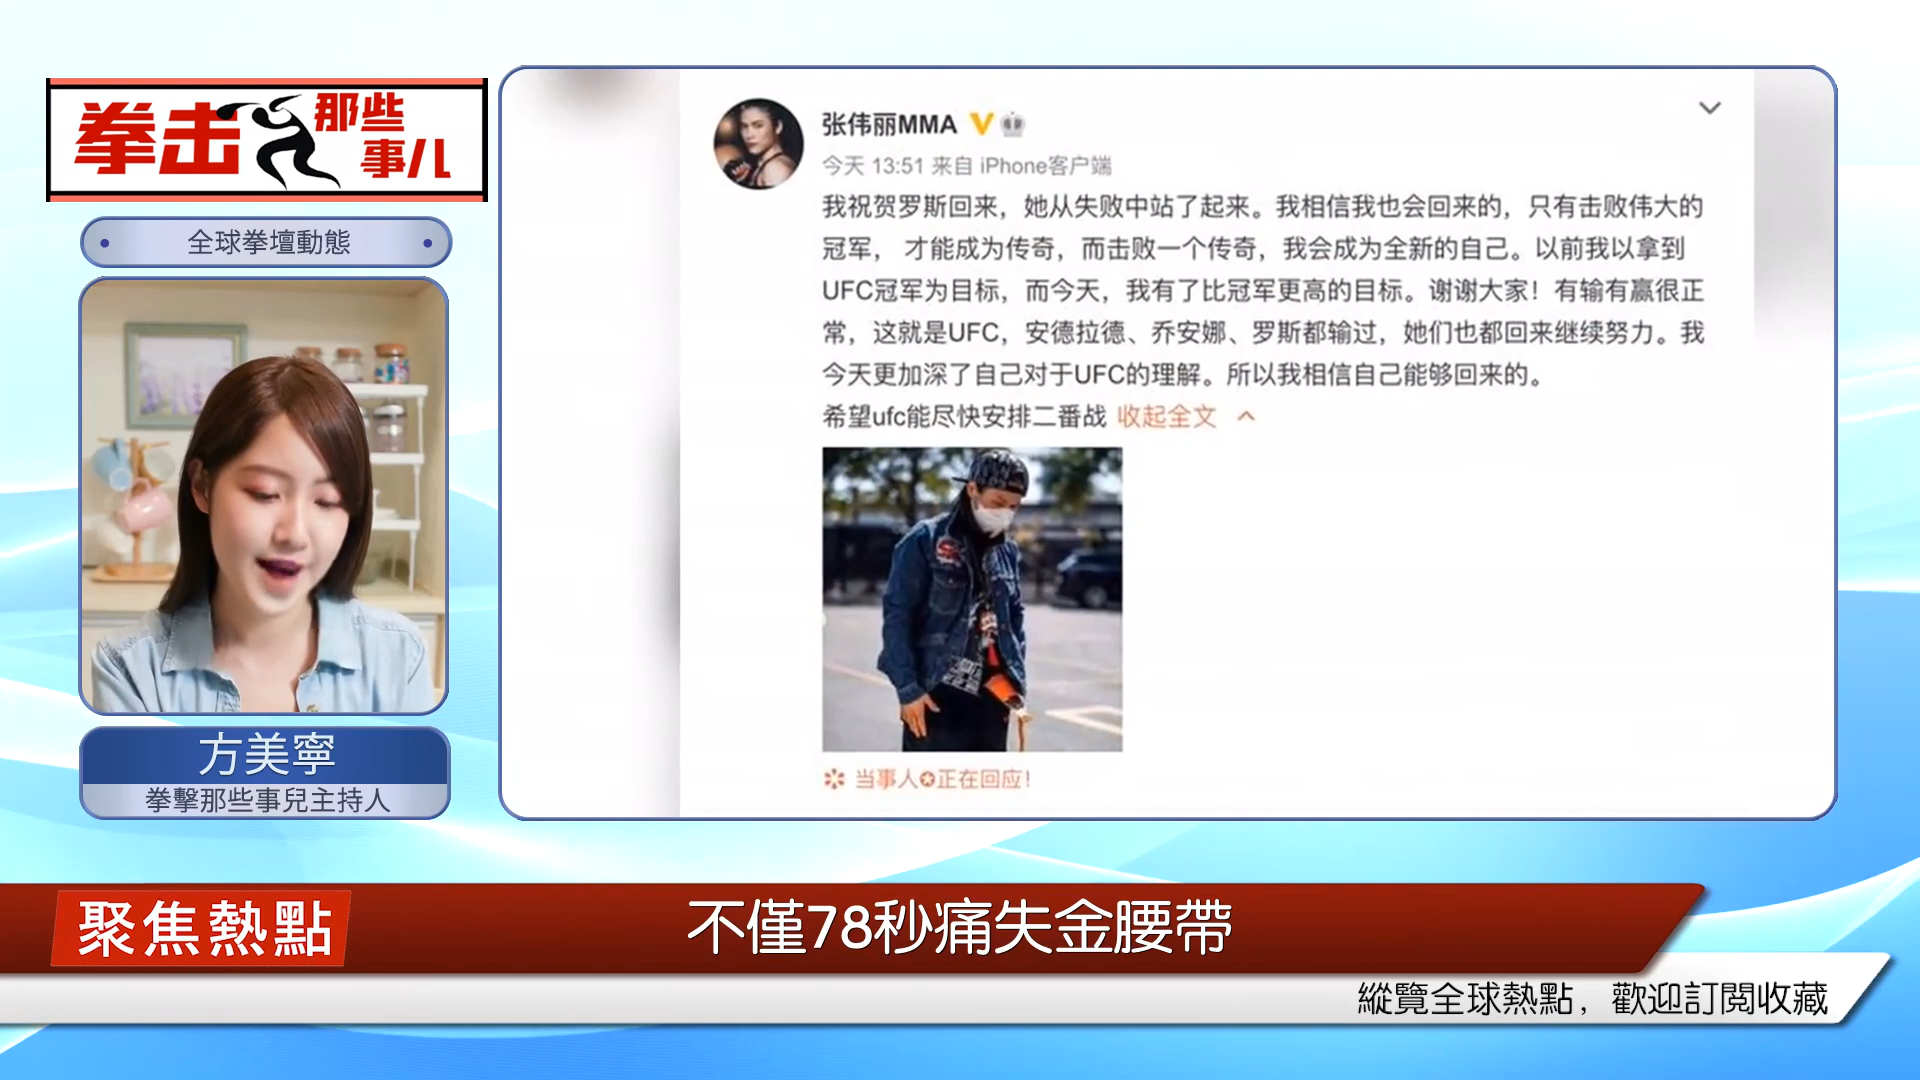 拳击那些事儿
全球拳壇動態
方美寧
拳擊那些事兒主持人
张伟丽MMA
今天 13:51 来自 iPhone客户端
我祝贺罗斯回来，她从失败中站了起来。我相信我也会回来的，只有击败伟大的
冠军， 才能成为传奇，而击败一个传奇，我会成为全新的自己。以前我以拿到
UFC冠军为目标，而今天，我有了比冠军更高的目标。谢谢大家！有输有赢很正
常，这就是UFC，安德拉德、乔安娜、罗斯都输过，她们也都回来继续努力。我
今天更加深了自己对于UFC的理解。所以我相信自己能够回来的。
希望ufc能尽快安排二番战 收起全文
当事人✪正在回应！
聚焦熱點
不僅78秒痛失金腰帶
縱覽全球熱點，歡迎訂閲收藏